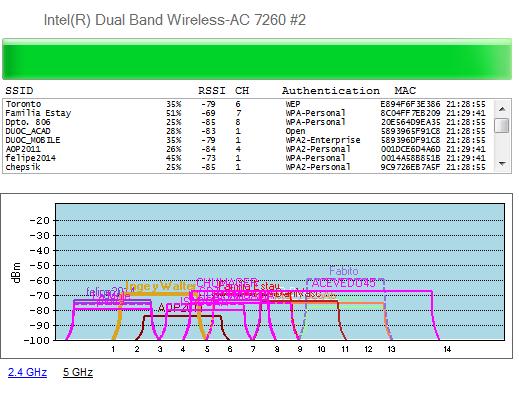 Intel(R) Dual Band Wireless-AC 7260 #2
SSID RSSI CH Authentication MAC
Toronto 35% -79 6 WEP E894F6F3E386 21:28:55
Familia Estay 51% -69 7 WPA-Personal 8C04FF7EB209 21:29:41
Dpto. 806 25% -85 8 WPA-Personal 20E564D9EA35 21:28:55
DUOC_ACAD 28% -83 1 Open 5893965F91C8 21:28:55
DUOC_MOBILE 35% -79 1 WPA2-Enterprise 5893960F91C8 21:28:55
AOP2011 26% -84 4 WPA-Personal 001DCE6D4A6D 21:29:41
felipe2014 45% -73 1 WPA-Personal 0014A5B8851B 21:29:41
chepsik 25% -85 1 WPA2-Personal 9C9726EB7A5F 21:28:55
-20
-30
-40
-50
-60
-70
-80
-90
-100
dBm
Fabito
ACEVEDO45
Inge y Walter
Familia Estay
felipe2014
AOP2011
1 2 3 4 5 6 7 8 9 10 11 12 13 14
2.4 GHz 5 GHz